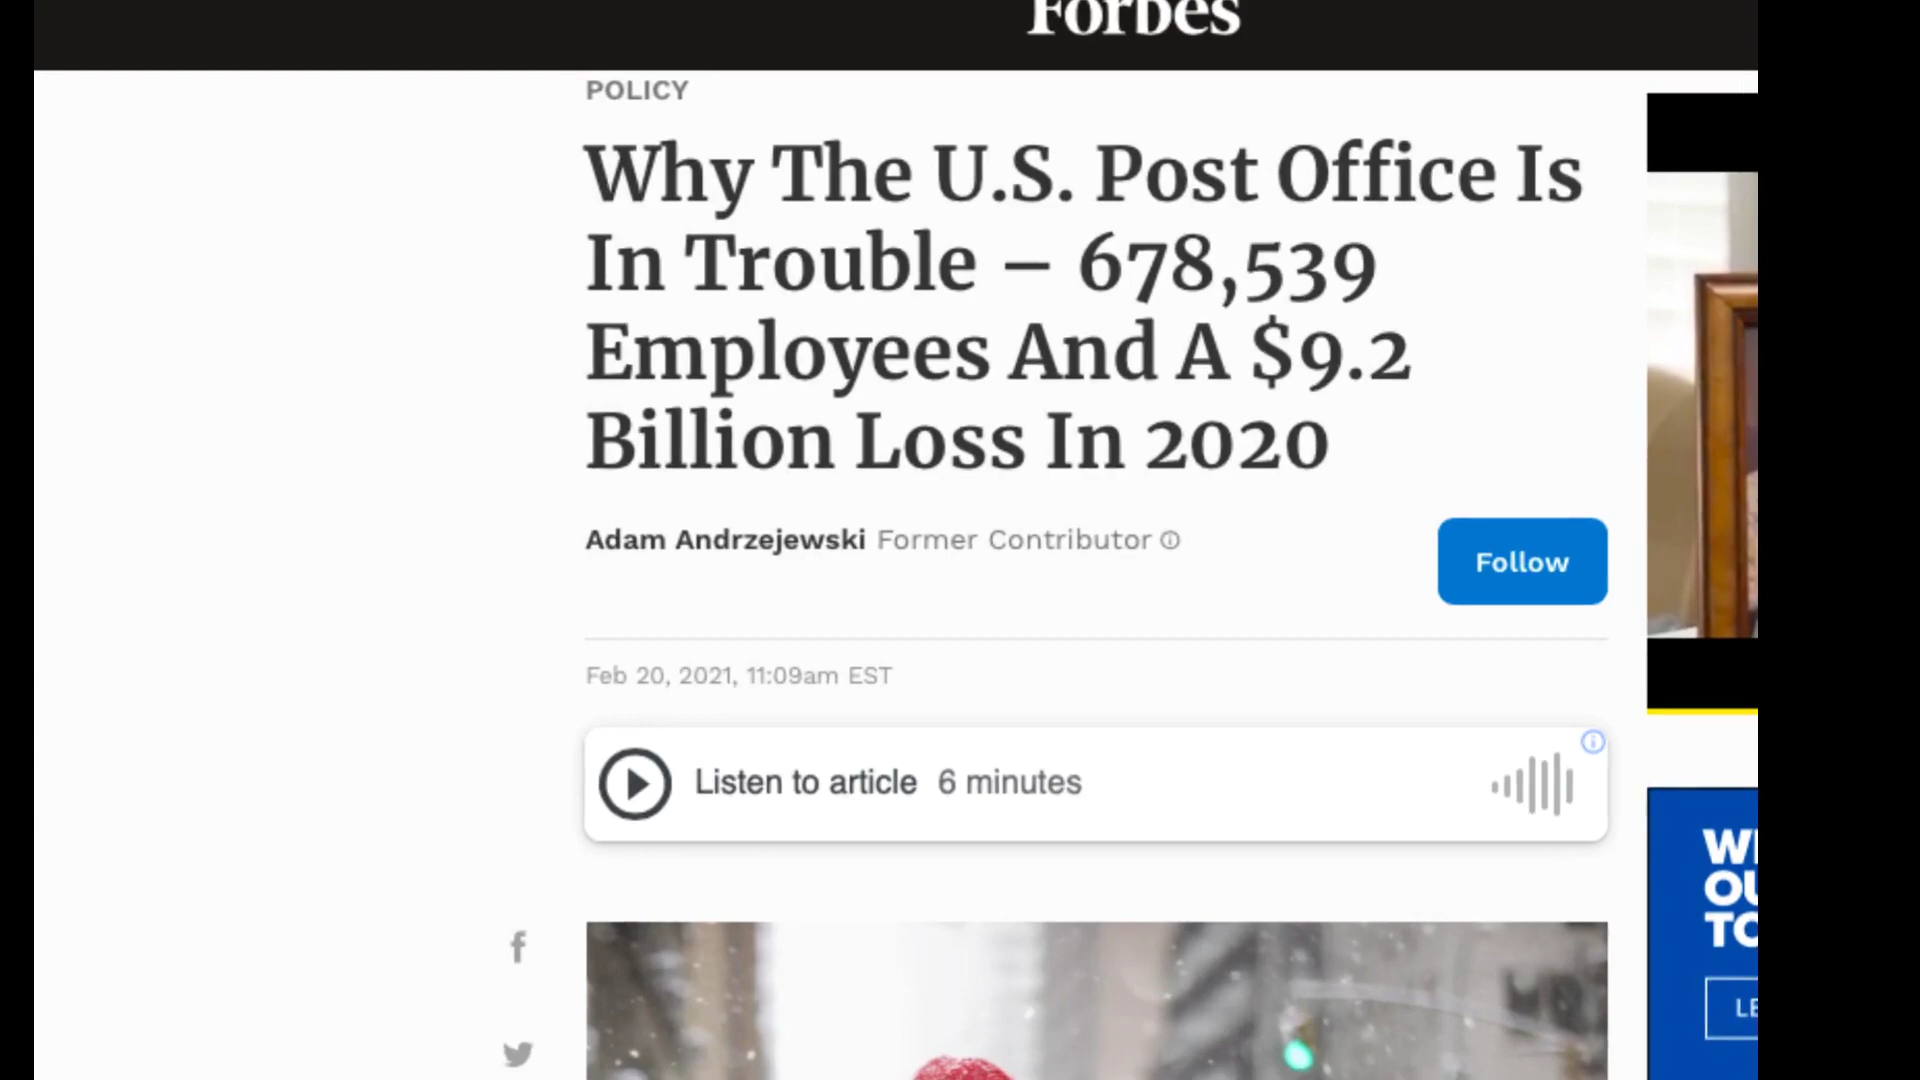 Forbes
POLICY
Why The U.S. Post Office Is
In Trouble – 678,539
Employees And A $9.2
Billion Loss In 2020
Adam Andrzejewski Former Contributor
Follow
Feb 20, 2021, 11:09am EST
Listen to article 6 minutes